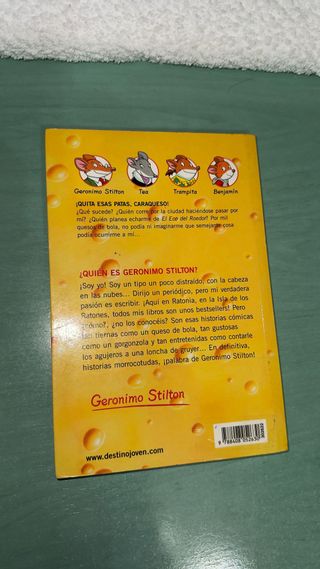 Geronimo Stilton
Tea
Trampita
Benjamín
¡QUITA ESAS PATAS, CARAQUESO!
¿Qué sucede? ¿Quién corre por la ciudad haciéndose pasar por
mí? ¿Quién planea echarme de El Eco del Roedor? Por mil
quesos de bola, no podía ni imaginarme que semejante cosa
podía ocurrirme a mí...
¿QUIÉN ES GERONIMO STILTON?
¡Soy yo! Soy un tipo un poco distraído, con la cabeza
en las nubes... Dirijo un periódico, pero mi verdadera
pasión es escribir. ¡Aquí en Ratonia, en la Isla de los
Ratones, todos mis libros son unos bestsellers! Pero
¿cómo?, ¿no los conocéis? Son esas historias cómicas
tan tiernas como un queso de bola, tan gustosas
como un gorgonzola y tan entretenidas como contarle
los agujeros a una loncha de gruyer... En definitiva,
historias morrocotudas, ¡palabra de Geronimo Stilton!
Geronimo Stilton
www.destinojoven.com
9 788408 052630